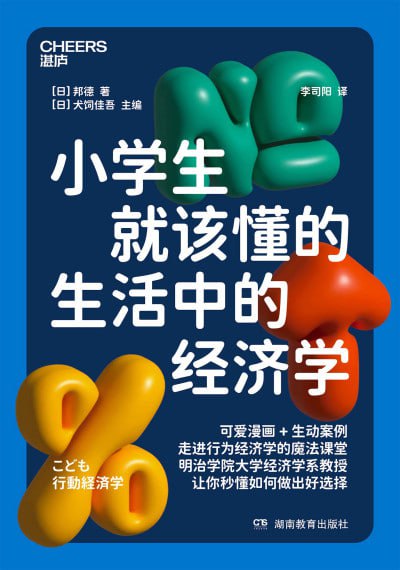 CHEERS
湛庐
[日] 邦德 著
[日] 犬饲佳吾 主编
李司阳 译
小学生
就该懂的
生活中的
经济学
可爱漫画 + 生动案例
走进行为经济学的魔法课堂
明治学院大学经济学系教授
让你秒懂如何做出好选择
こども
行動経済学
湖南教育出版社